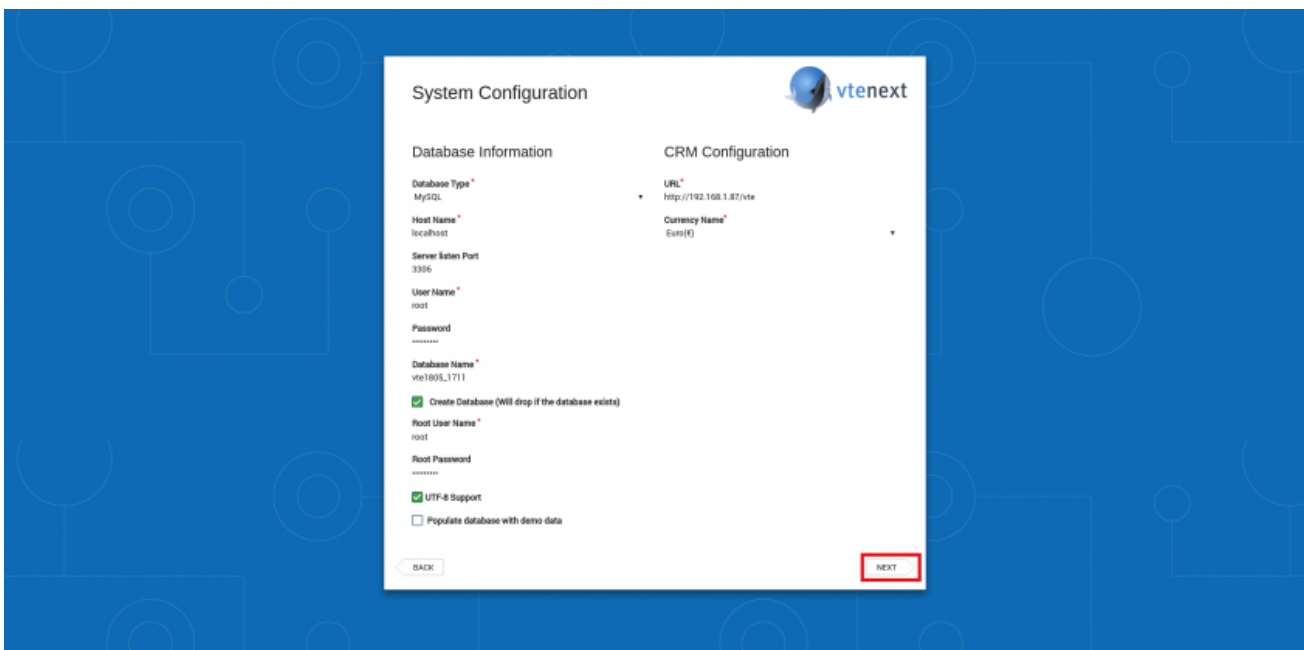 System Configuration
vtenext
Database Information
Database Type *
MySQL
Host Name *
localhost
Server listen Port
3306
User Name *
root
Password
••••••••
Database Name *
vte1805_1711
Create Database (Will drop if the database exists)
Root User Name *
root
Root Password
••••••••
UTF-8 Support
Populate database with demo data
CRM Configuration
URL*
http://192.168.1.87/vte
Currency Name*
Euro(€)
BACK
NEXT